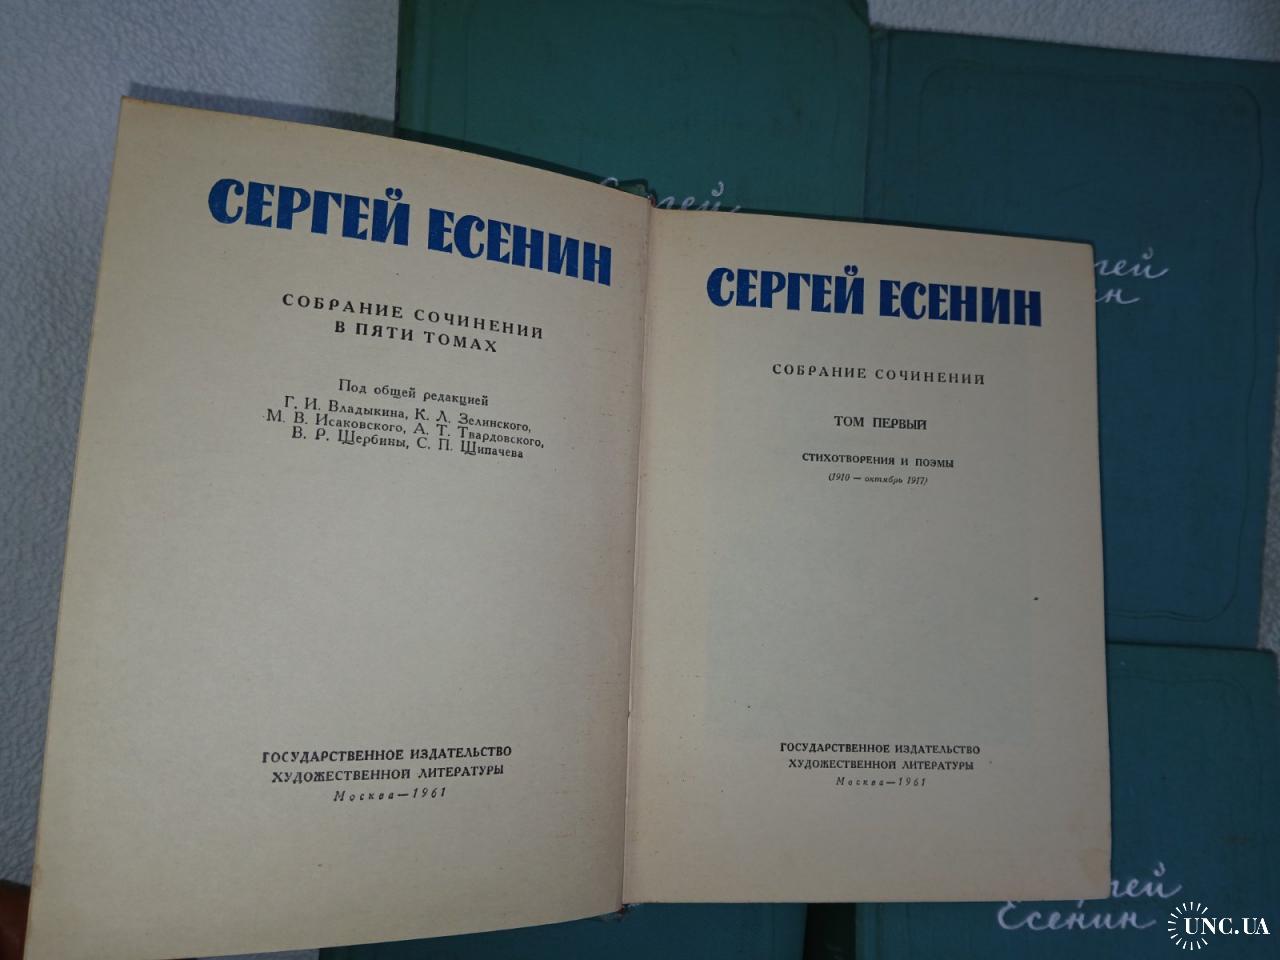 СЕРГЕЙ ЕСЕНИН
СОБРАНИЕ СОЧИНЕНИЙ
В ПЯТИ ТОМАХ
Под общей редакцией
Г. И. Владыкина, К. Л. Зелинского,
М. В. Исаковского, А. Т. Твардовского,
В. Р. Щербины, С. П. Щипачева
ГОСУДАРСТВЕННОЕ ИЗДАТЕЛЬСТВО
ХУДОЖЕСТВЕННОЙ ЛИТЕРАТУРЫ
Москва—1961
СЕРГЕЙ ЕСЕНИН
СОБРАНИЕ СОЧИНЕНИЙ
ТОМ ПЕРВЫЙ
СТИХОТВОРЕНИЯ И ПОЭМЫ
(1910 — октябрь 1917)
ГОСУДАРСТВЕННОЕ ИЗДАТЕЛЬСТВО
ХУДОЖЕСТВЕННОЙ ЛИТЕРАТУРЫ
Москва—1961
Есенин
UNC.UA